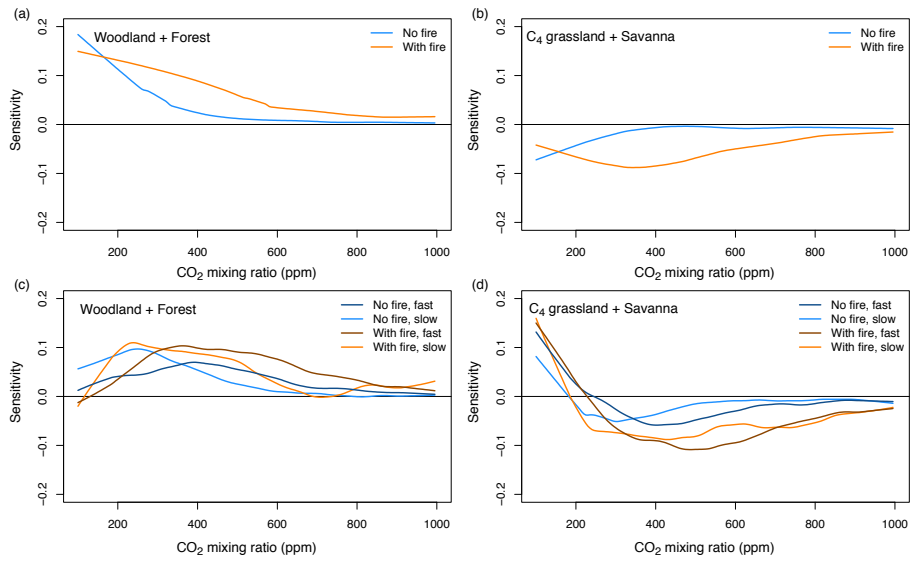 (a)
Woodland + Forest
No fire
With fire
Sensitivity
0.2
0.1
0.0
−0.1
−0.2
200 400 600 800 1000
CO2 mixing ratio (ppm)
(b)
C4 grassland + Savanna
No fire
With fire
Sensitivity
0.2
0.1
0.0
−0.1
−0.2
200 400 600 800 1000
CO2 mixing ratio (ppm)
(c)
Woodland + Forest
No fire, fast
No fire, slow
With fire, fast
With fire, slow
Sensitivity
0.2
0.1
0.0
−0.1
−0.2
200 400 600 800 1000
CO2 mixing ratio (ppm)
(d)
C4 grassland + Savanna
No fire, fast
No fire, slow
With fire, fast
With fire, slow
Sensitivity
0.2
0.1
0.0
−0.1
−0.2
200 400 600 800 1000
CO2 mixing ratio (ppm)